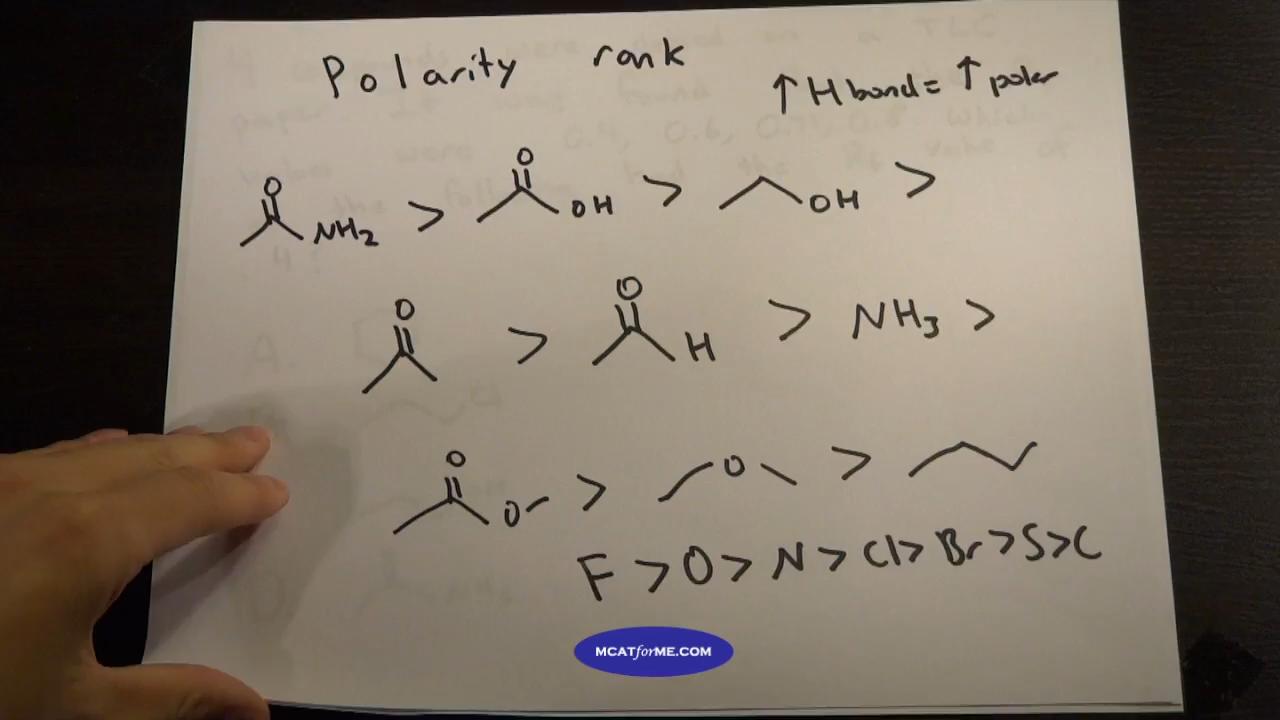 Polarity rank
↑ H bond = ↑ polar
O NH2 > O OH > OH >
O > O H > NH3 >
O O > O >
F > O > N > Cl > Br > S > C
MCATforME.COM